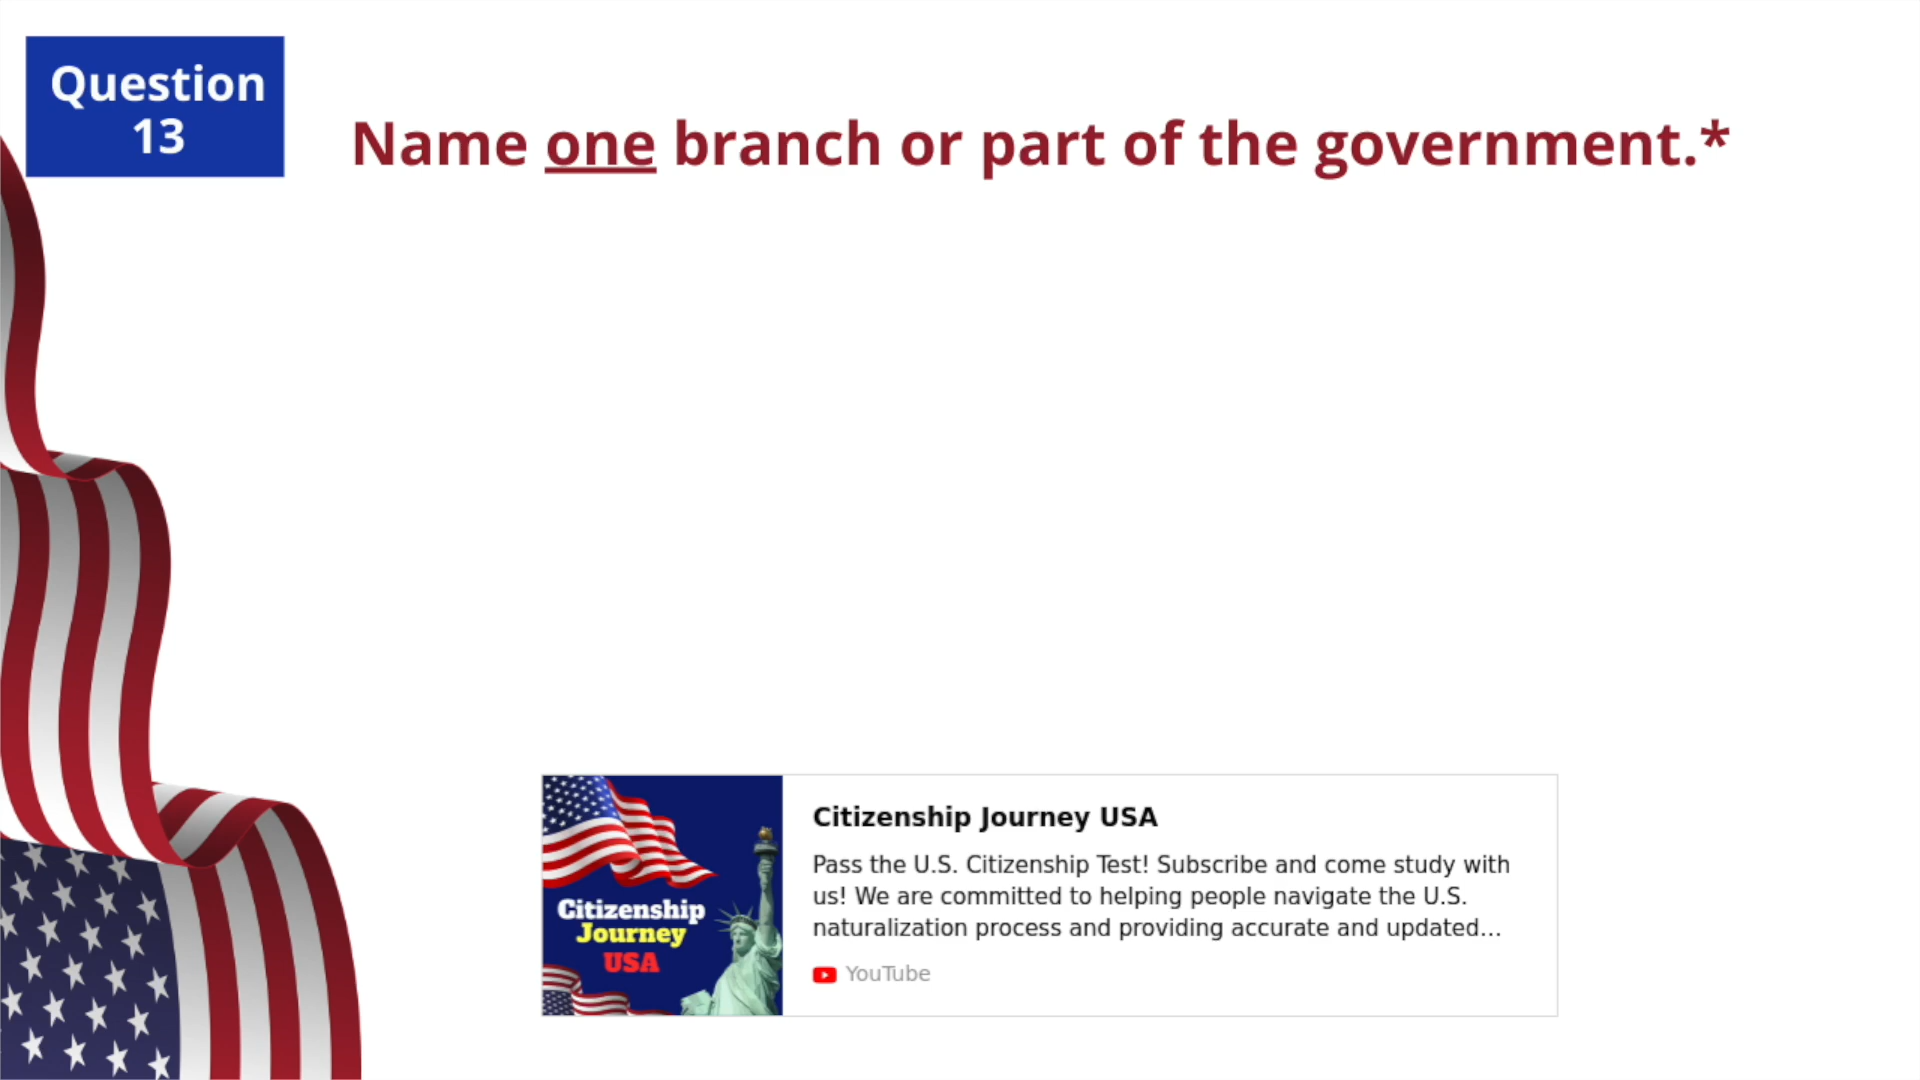 Question
13
Name one branch or part of the government.*
Citizenship
Journey
USA
Citizenship Journey USA
Pass the U.S. Citizenship Test! Subscribe and come study with
us! We are committed to helping people navigate the U.S.
naturalization process and providing accurate and updated...
YouTube